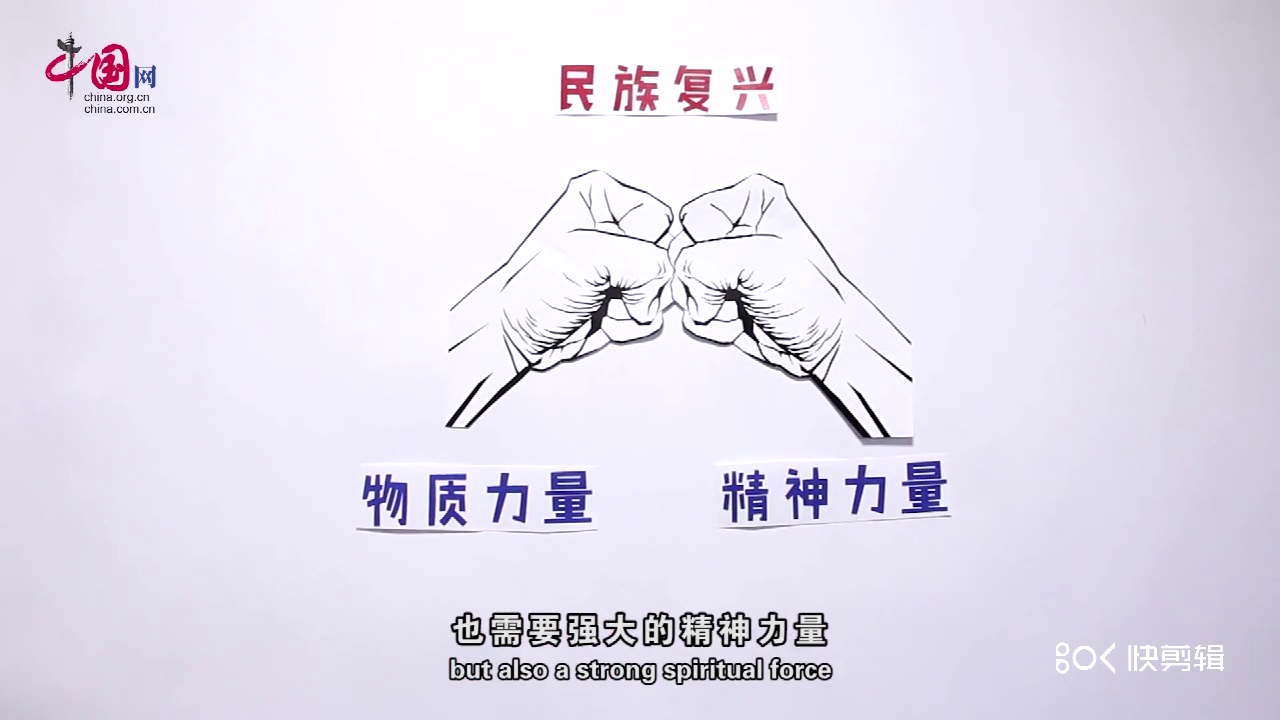 中国网
china.org.cn
china.com.cn
民族复兴
物质力量
精神力量
也需要强大的精神力量
but also a strong spiritual force
快剪辑